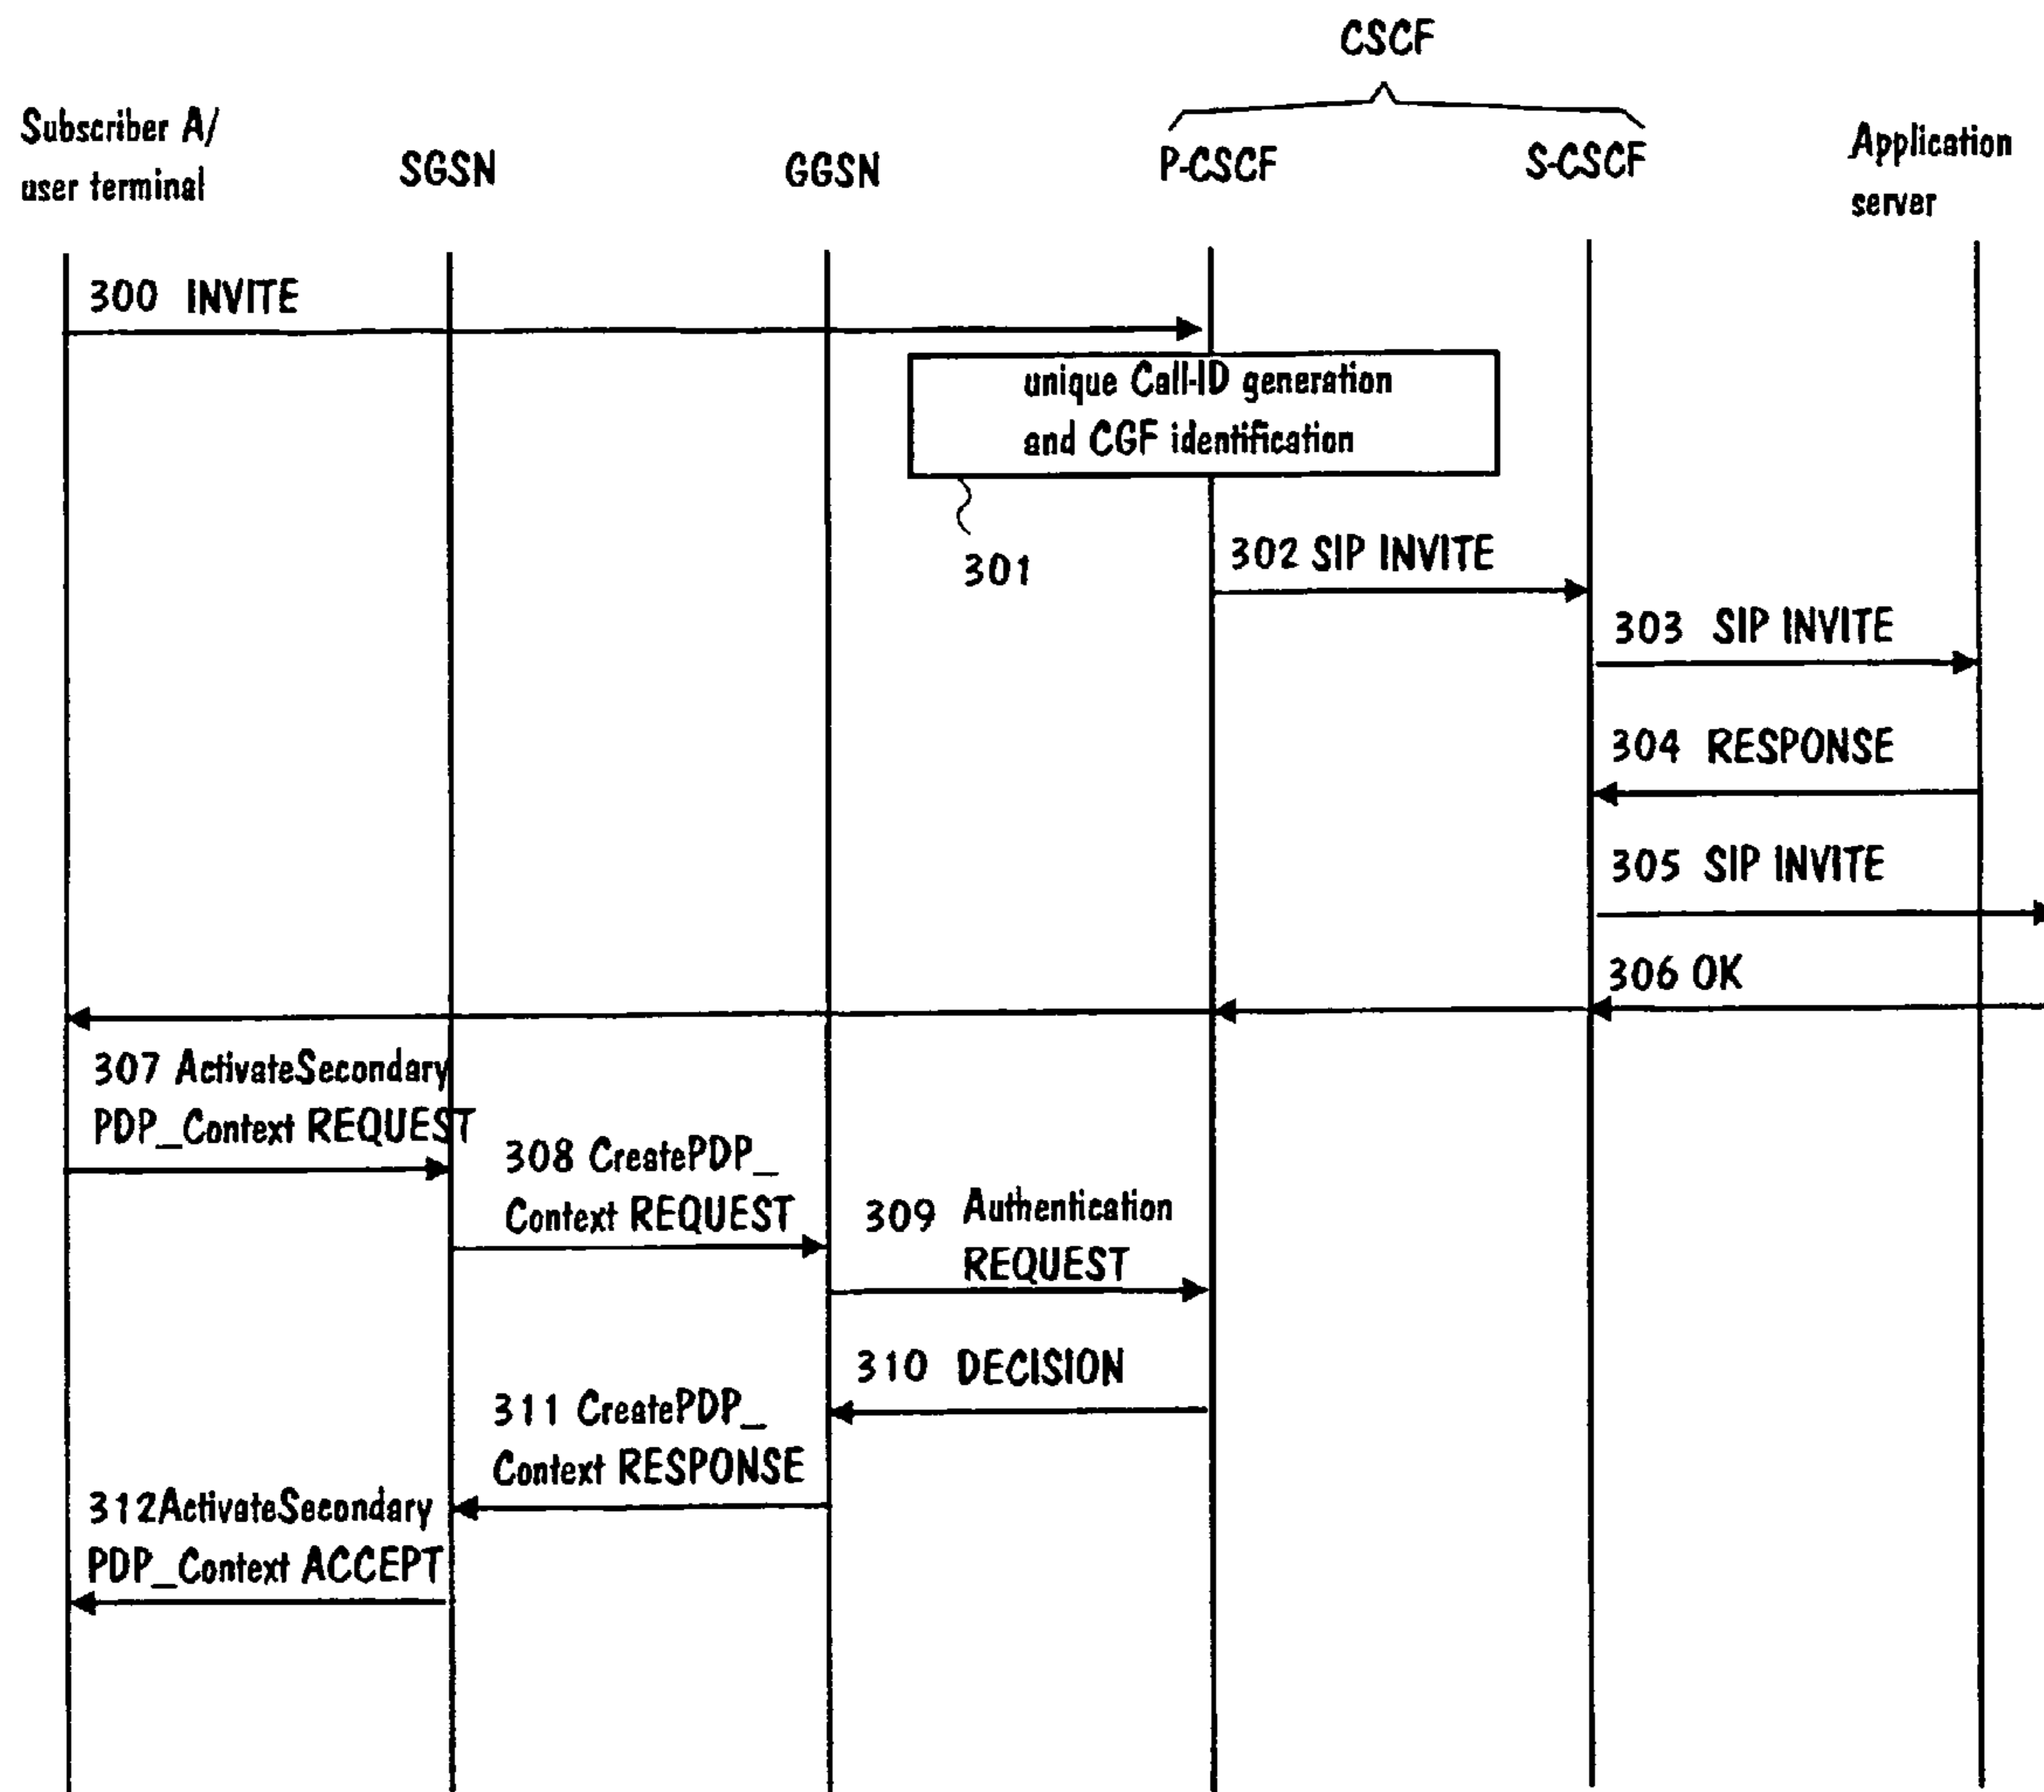 CSCF
Subscriber A/
user terminal
SGSN
GGSN
P-CSCF
S-CSCF
Application
server
300 INVITE
unique Call-ID generation
and CGF identification
301
302 SIP INVITE
303 SIP INVITE
304 RESPONSE
305 SIP INVITE
306 OK
307 ActivateSecondary
PDP_Context REQUEST
308 CreatePDP_
Context REQUEST
309 Authentication
REQUEST
310 DECISION
311 CreatePDP_
Context RESPONSE
312ActivateSecondary
PDP_Context ACCEPT